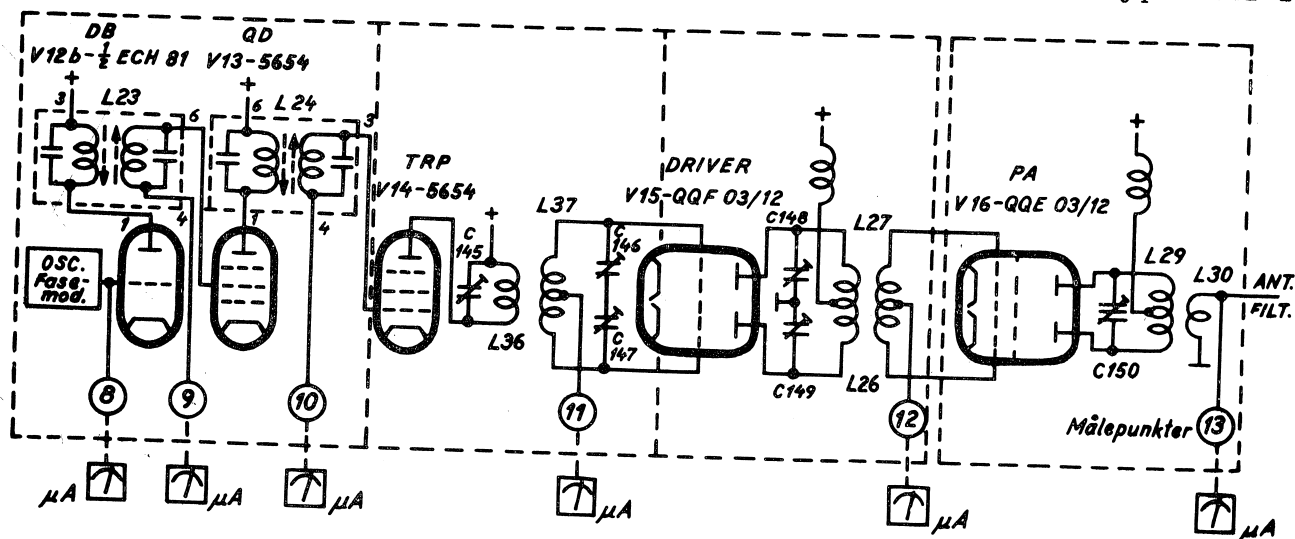 DB
V12b-½ ECH 81
QD
V13-5654
+
+
3
L23
6
6
L24
3
1
4
1
4
OSC.
Fase-
mod.
8
9
10
µA
µA
µA
TRP
V14-5654
+
C
145
L36
L37
C
146
C
147
11
µA
DRIVER
V15-QQF 03/12
+
C148
C149
L27
L26
12
µA
PA
V16-QQE 03/12
+
L29
C150
L30
ANT.
FILT.
Målepunkter
13
µA